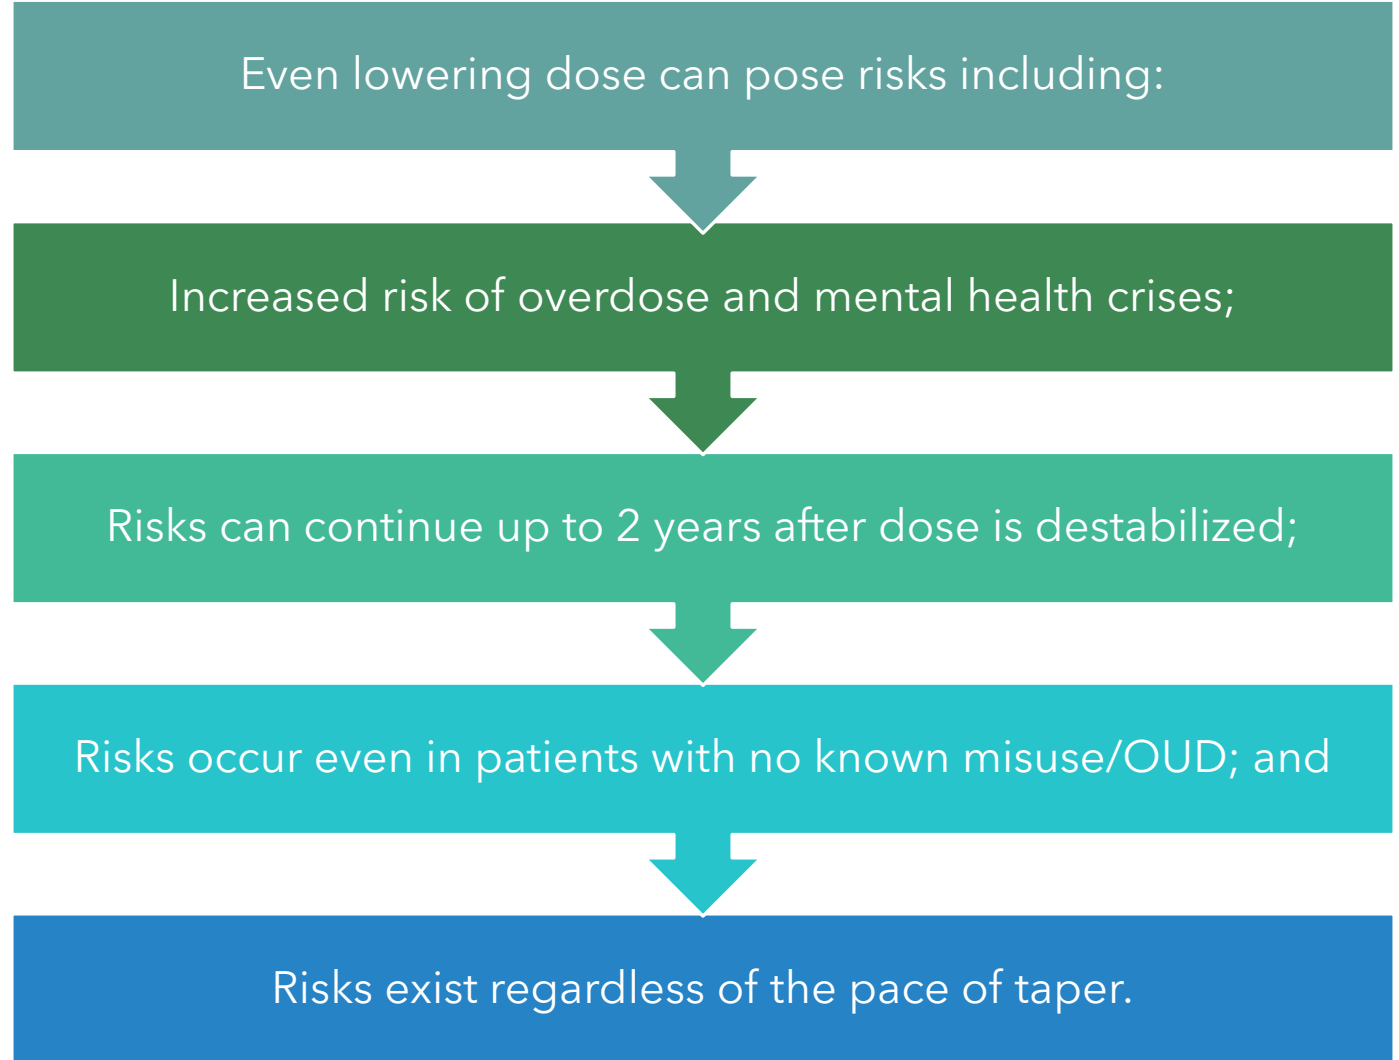 Even lowering dose can pose risks including:
Increased risk of overdose and mental health crises;
Risks can continue up to 2 years after dose is destabilized;
Risks occur even in patients with no known misuse/OUD; and
Risks exist regardless of the pace of taper.